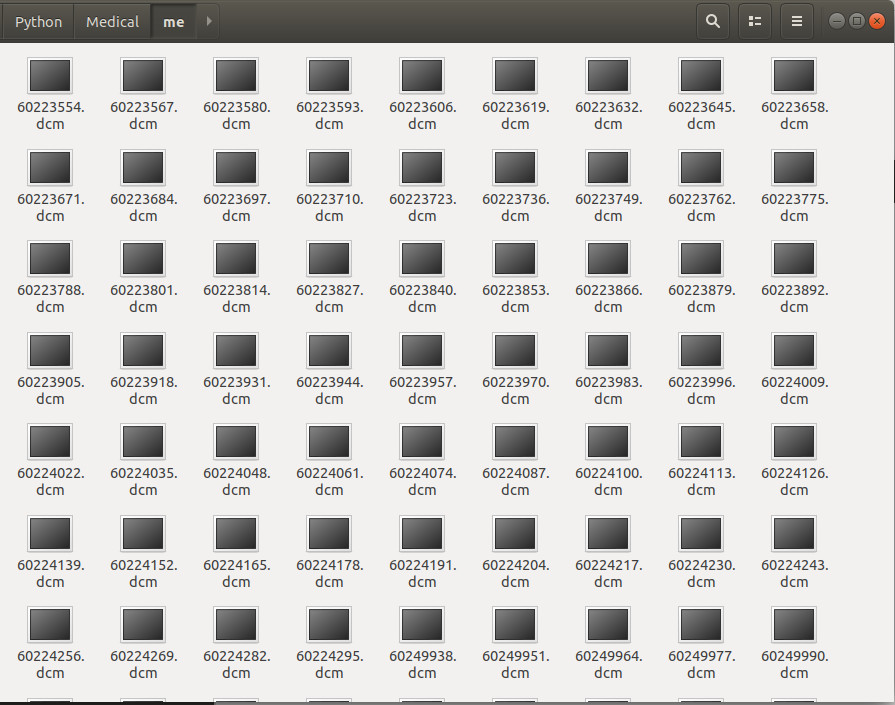 Python Medical me
60223554. 60223567. 60223580. 60223593. 60223606. 60223619. 60223632. 60223645. 60223658.
dcm dcm dcm dcm dcm dcm dcm dcm dcm
60223671. 60223684. 60223697. 60223710. 60223723. 60223736. 60223749. 60223762. 60223775.
dcm dcm dcm dcm dcm dcm dcm dcm dcm
60223788. 60223801. 60223814. 60223827. 60223840. 60223853. 60223866. 60223879. 60223892.
dcm dcm dcm dcm dcm dcm dcm dcm dcm
60223905. 60223918. 60223931. 60223944. 60223957. 60223970. 60223983. 60223996. 60224009.
dcm dcm dcm dcm dcm dcm dcm dcm dcm
60224022. 60224035. 60224048. 60224061. 60224074. 60224087. 60224100. 60224113. 60224126.
dcm dcm dcm dcm dcm dcm dcm dcm dcm
60224139. 60224152. 60224165. 60224178. 60224191. 60224204. 60224217. 60224230. 60224243.
dcm dcm dcm dcm dcm dcm dcm dcm dcm
60224256. 60224269. 60224282. 60224295. 60249938. 60249951. 60249964. 60249977. 60249990.
dcm dcm dcm dcm dcm dcm dcm dcm dcm